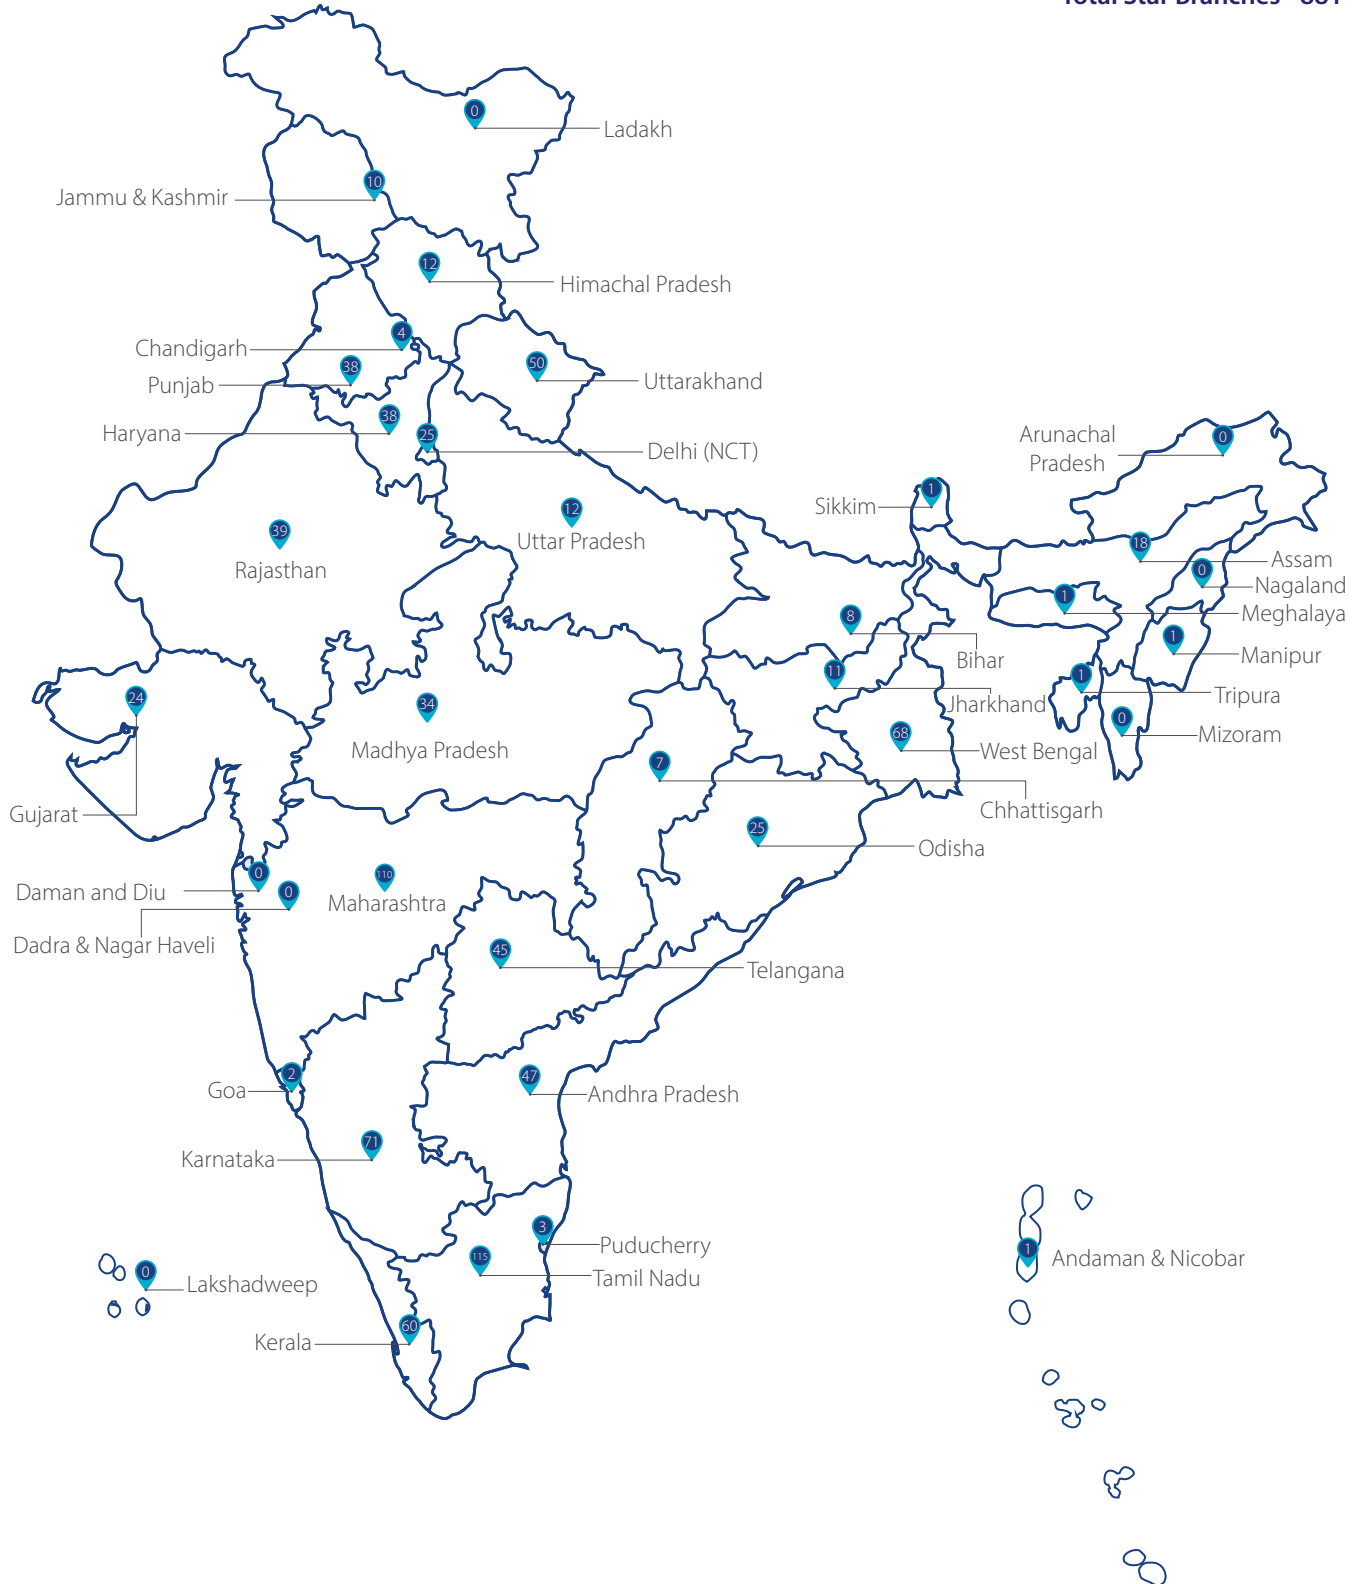 Total Star Branches - 881
0
Ladakh
10
Jammu & Kashmir
12
Himachal Pradesh
4
Chandigarh
38
Punjab
50
Uttarakhand
38
Haryana
25
Delhi (NCT)
0
Arunachal
Pradesh
1
Sikkim
12
Uttar Pradesh
39
Rajasthan
18
Assam
0
Nagaland
1
Meghalaya
8
Bihar
1
Manipur
11
Jharkhand
1
Tripura
24
Gujarat
34
Madhya Pradesh
68
West Bengal
0
Mizoram
7
Chhattisgarh
25
Odisha
0
Daman and Diu
0
Dadra & Nagar Haveli
110
Maharashtra
45
Telangana
2
Goa
47
Andhra Pradesh
71
Karnataka
3
Puducherry
115
Tamil Nadu
1
Andaman & Nicobar
0
Lakshadweep
60
Kerala